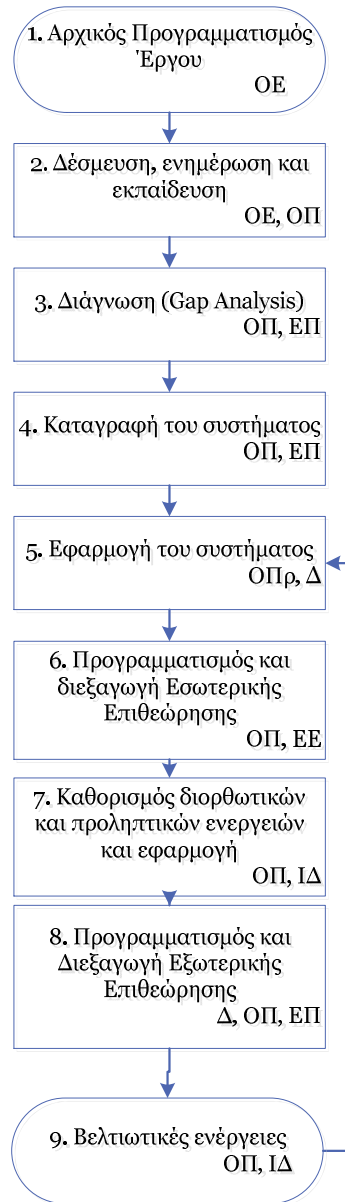 1. Αρχικός Προγραμματισμός
Έργου
ΟΕ
2. Δέσμευση, ενημέρωση και
εκπαίδευση
ΟΕ, ΟΠ
3. Διάγνωση (Gap Analysis)
ΟΠ, ΕΠ
4. Καταγραφή του συστήματος
ΟΠ, ΕΠ
5. Εφαρμογή του συστήματος
ΟΠρ, Δ
6. Προγραμματισμός και
διεξαγωγή Εσωτερικής
Επιθεώρησης
ΟΠ, ΕΕ
7. Καθορισμός διορθωτικών
και προληπτικών ενεργειών
και εφαρμογή
ΟΠ, ΙΔ
8. Προγραμματισμός και
Διεξαγωγή Εξωτερικής
Επιθεώρησης
Δ, ΟΠ, ΕΠ
9. Βελτιωτικές ενέργειες
ΟΠ, ΙΔ